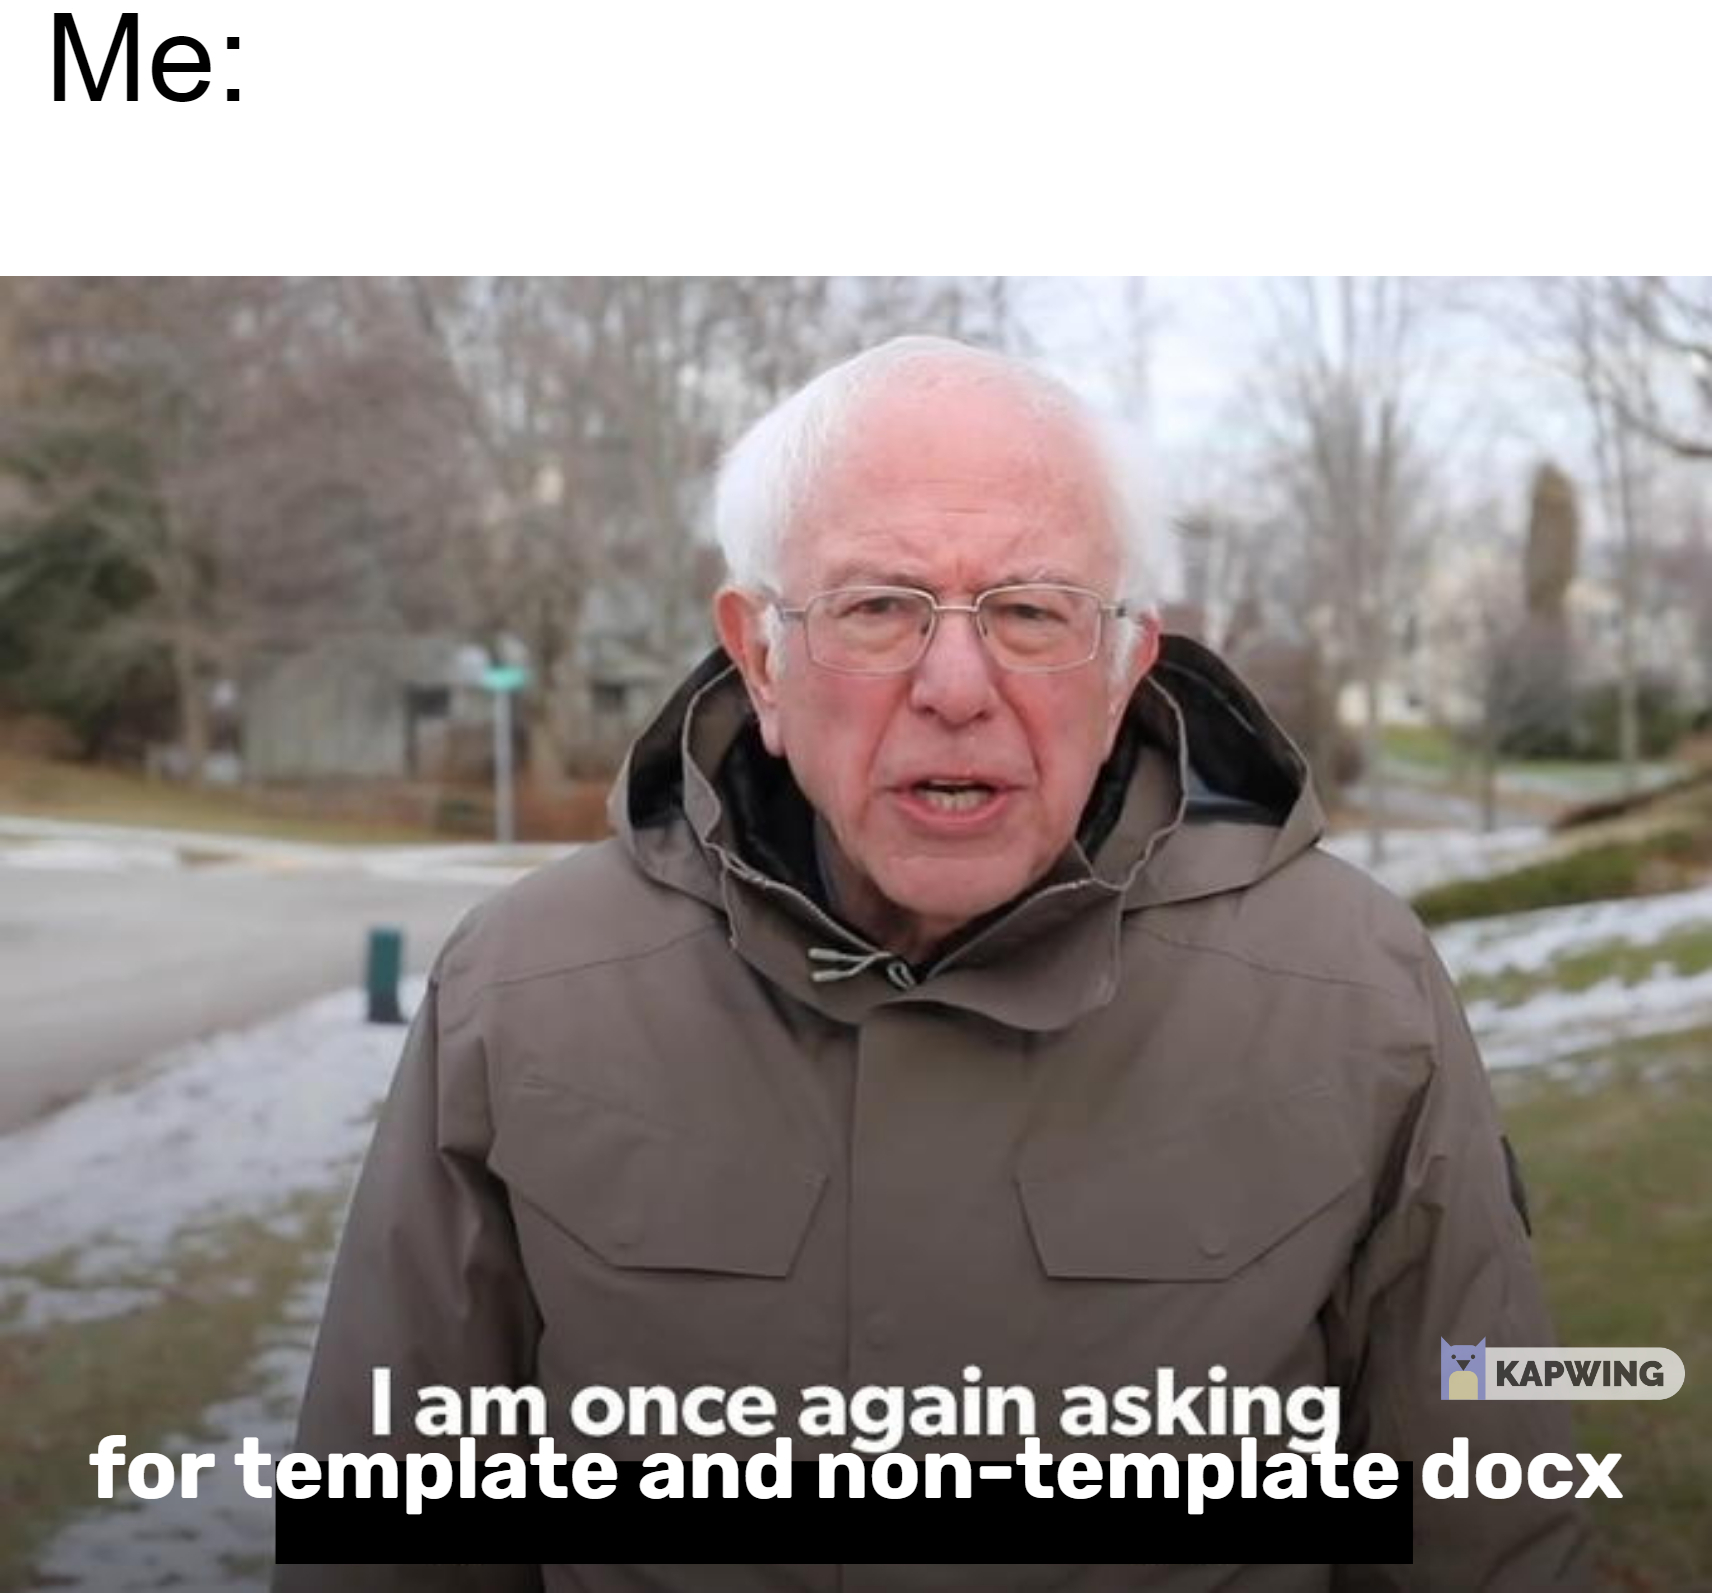 Me:
KAPWING
I am once again asking
for template and non-template docx